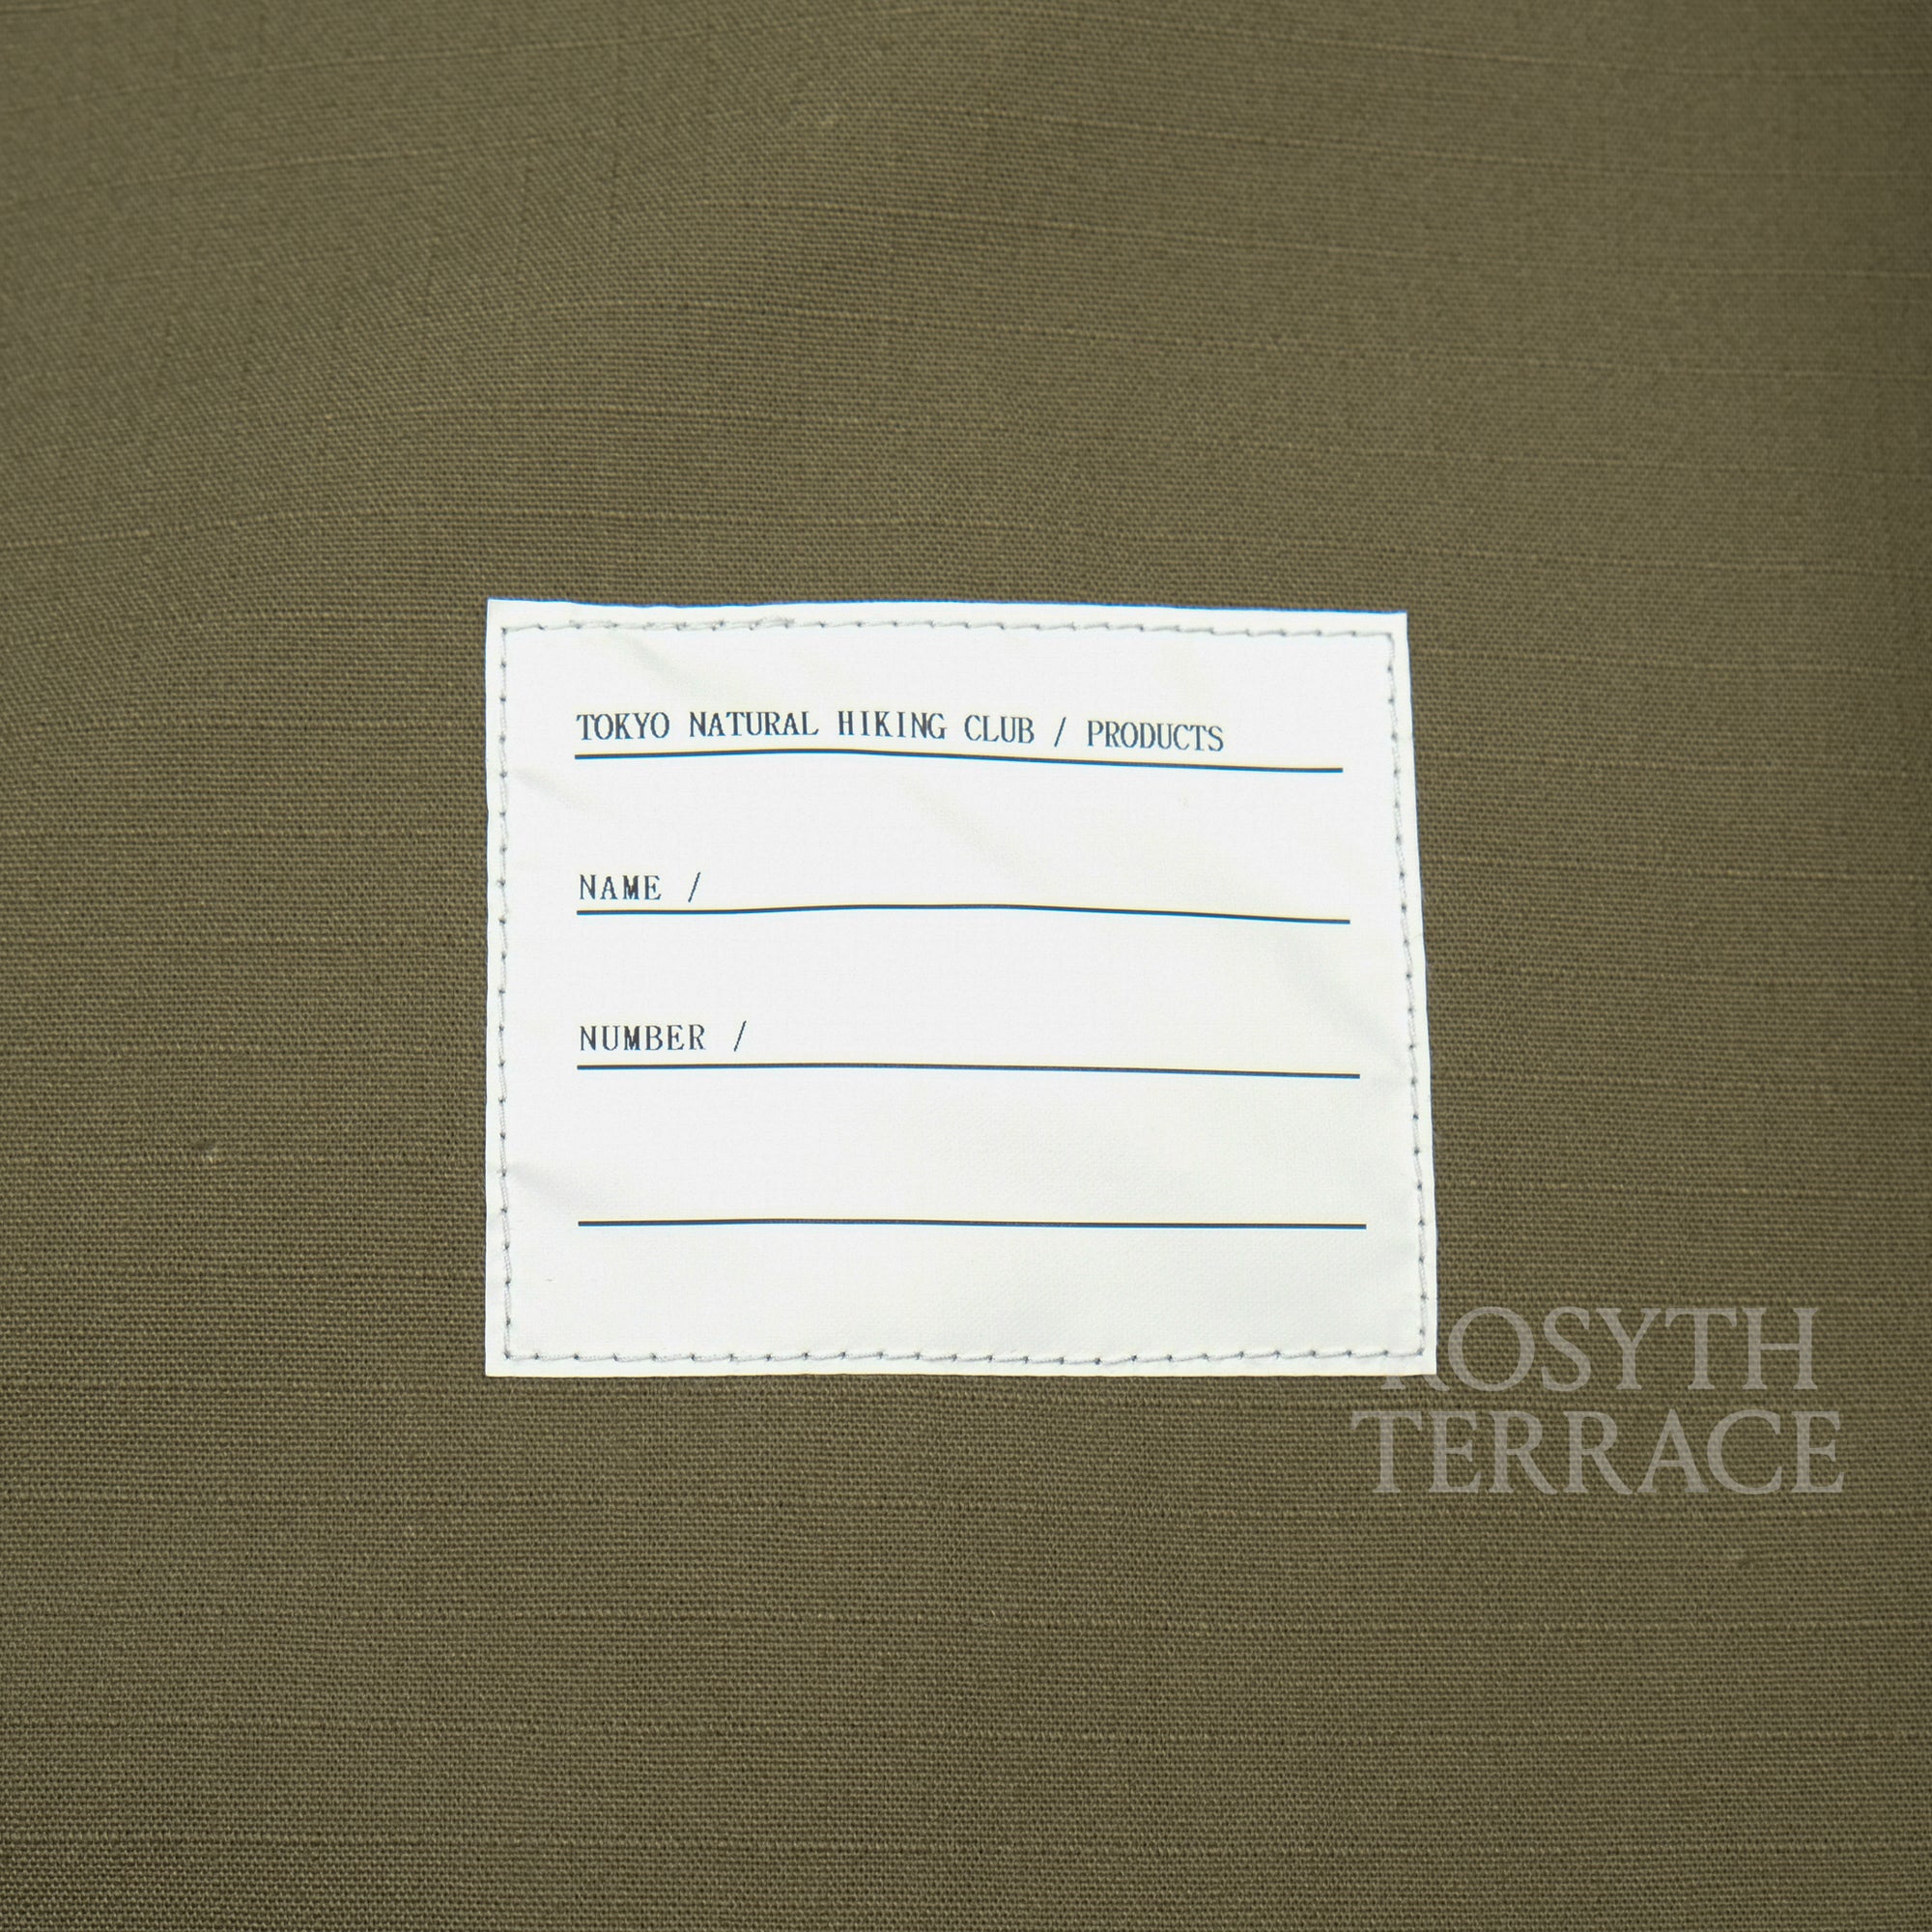 TOKYO NATURAL HIKING CLUB / PRODUCTS
NAME /
NUMBER /
ROSYTH
TERRACE